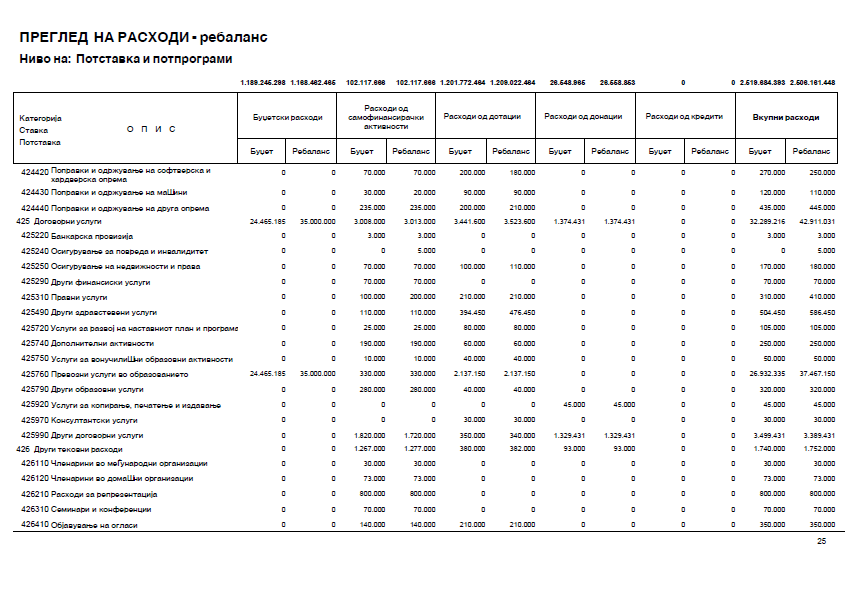 ПРЕГЛЕД НА РАСХОДИ - ребаланс
Ниво на: Потставка и потпрограми
1.189.245.298 1.168.462.465 102.117.666 102.117.666 1.201.772.464 1.209.022.464 26.548.965 26.558.853 0 0 2.519.684.393 2.506.161.448
Категорија
Ставка
Потставка
О П И С
Буџетски расходи
Расходи од самофинансирачки активности
Расходи од дотации
Расходи од донации
Расходи од кредити
Вкупни расходи
Буџет Ребаланс Буџет Ребаланс Буџет Ребаланс Буџет Ребаланс Буџет Ребаланс Буџет Ребаланс
424420 Поправки и одржување на софтверска и
хардверска опрема 0 0 70.000 70.000 200.000 180.000 0 0 0 0 270.000 250.000
424430 Поправки и одржување на маШини 0 0 30.000 20.000 90.000 90.000 0 0 0 0 120.000 110.000
424440 Поправки и одржување на друга опрема 0 0 235.000 235.000 200.000 210.000 0 0 0 0 435.000 445.000
425 Договорни услуги 24.465.185 35.000.000 3.008.000 3.013.000 3.441.600 3.523.600 1.374.431 1.374.431 0 0 32.289.216 42.911.031
425220 Банкарска провизија 0 0 3.000 3.000 0 0 0 0 0 0 3.000 3.000
425240 Осигурување за повреда и инвалидитет 0 0 0 5.000 0 0 0 0 0 0 0 5.000
425250 Осигурување на недвижности и права 0 0 70.000 70.000 100.000 110.000 0 0 0 0 170.000 180.000
425290 Други финансиски услуги 0 0 70.000 70.000 0 0 0 0 0 0 70.000 70.000
425310 Правни услуги 0 0 100.000 200.000 210.000 210.000 0 0 0 0 310.000 410.000
425490 Други здравствевни услуги 0 0 110.000 110.000 394.450 476.450 0 0 0 0 504.450 586.450
425720 Услуги за развој на наставниот план и програма 0 0 25.000 25.000 80.000 80.000 0 0 0 0 105.000 105.000
425740 Дополнителни активности 0 0 190.000 190.000 60.000 60.000 0 0 0 0 250.000 250.000
425750 Услуги за вонучилиШни образовни активности 0 0 10.000 10.000 40.000 40.000 0 0 0 0 50.000 50.000
425760 Превозни услуги во образованието 24.465.185 35.000.000 330.000 330.000 2.137.150 2.137.150 0 0 0 0 26.932.335 37.467.150
425790 Други образовни услуги 0 0 280.000 280.000 40.000 40.000 0 0 0 0 320.000 320.000
425920 Услуги за копирање, печатење и издавање 0 0 0 0 0 0 45.000 45.000 0 0 45.000 45.000
425970 Консултантски услуги 0 0 0 0 30.000 30.000 0 0 0 0 30.000 30.000
425990 Други договорни услуги 0 0 1.820.000 1.720.000 350.000 340.000 1.329.431 1.329.431 0 0 3.499.431 3.389.431
426 Други тековни расходи 0 0 1.267.000 1.277.000 380.000 382.000 93.000 93.000 0 0 1.740.000 1.752.000
426110 Членарини во меЃународни организации 0 0 30.000 30.000 0 0 0 0 0 0 30.000 30.000
426120 Членарини во домаШни организации 0 0 73.000 73.000 0 0 0 0 0 0 73.000 73.000
426210 Расходи за репрезентација 0 0 800.000 800.000 0 0 0 0 0 0 800.000 800.000
426310 Семинари и конференции 0 0 70.000 70.000 0 0 0 0 0 0 70.000 70.000
426410 Објавување на огласи 0 0 140.000 140.000 210.000 210.000 0 0 0 0 350.000 350.000
25